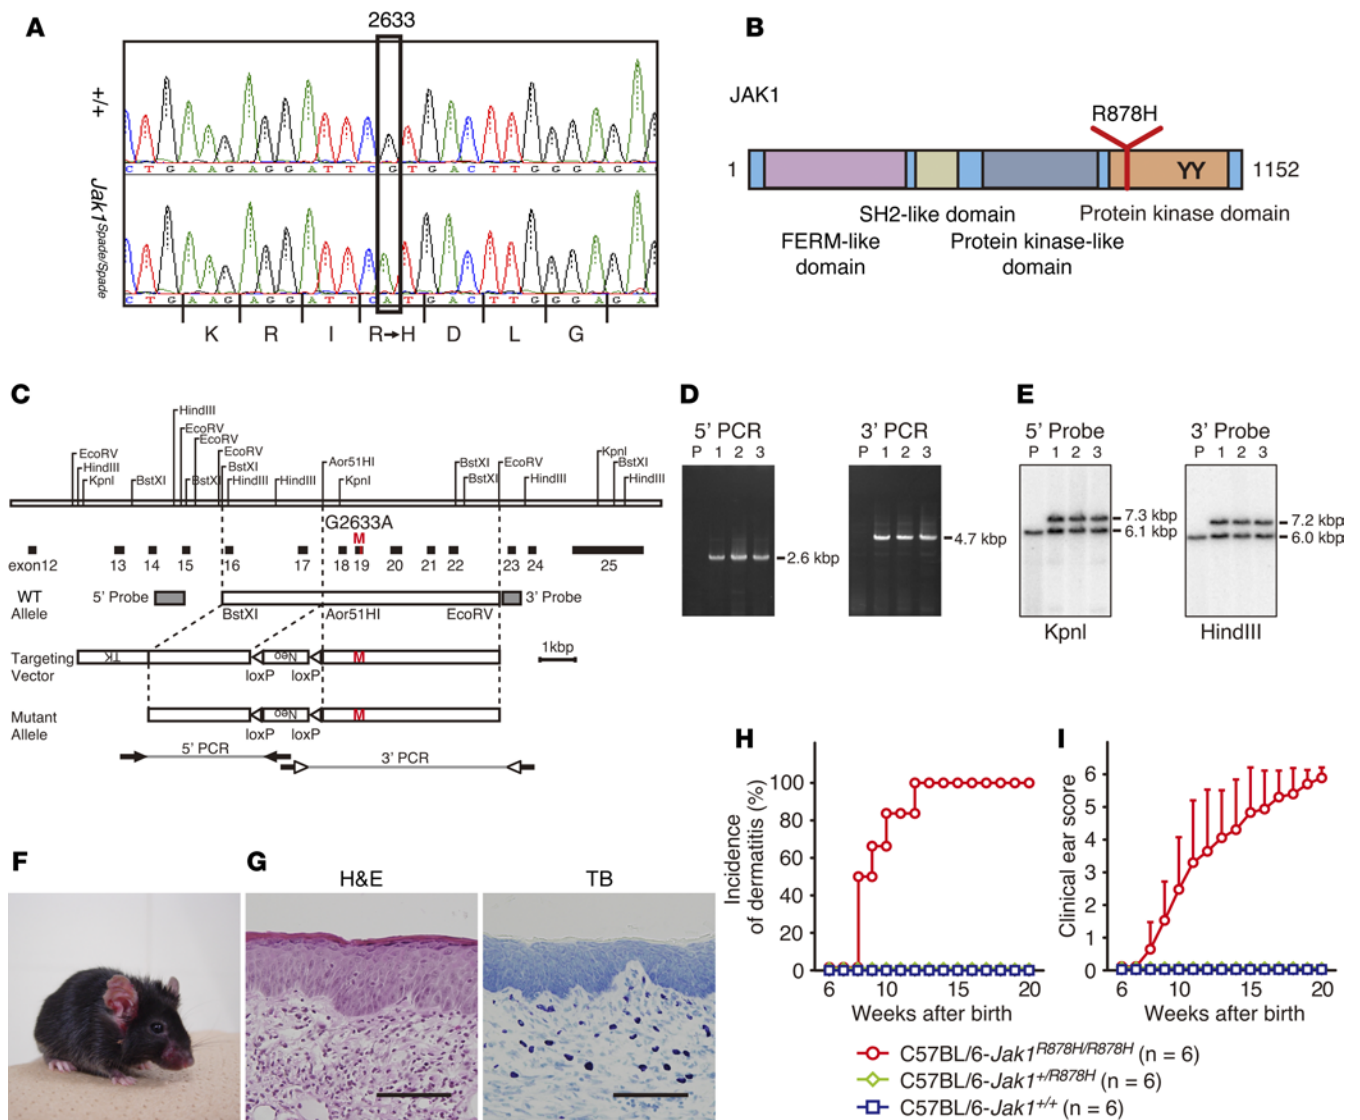 A
2633
+/+
C T G A A G A G G A T T C G T G A C T T G G G A G A
Jak1Spade/Spade
C T G A A G A G G A T T C A T G A C T T G G G A G A
K R I R→H D L G
B
JAK1
R878H
1
YY
1152
SH2-like domain
Protein kinase domain
FERM-like
domain
Protein kinase-like
domain
C
HindIII
EcoRV
EcoRV
EcoRV
EcoRV
HindIII
KpnI
BstXI
BstXI
BstXI
HindIII
HindIII
Aor51HI
KpnI
BstXI
BstXI
EcoRV
HindIII
KpnI
BstXI
HindIII
G2633A
M
exon12 13 14 15 16 17 18 19 20 21 22 23 24 25
WT
Allele
5' Probe
3' Probe
BstXI
Aor51HI
EcoRV
Targeting
Vector
TK
Neo
M
loxP
loxP
1kbp
Mutant
Allele
Neo
M
loxP
loxP
5' PCR
3' PCR
D
5' PCR
P 1 2 3
2.6 kbp
3' PCR
P 1 2 3
4.7 kbp
E
5' Probe
P 1 2 3
7.3 kbp
6.1 kbp
KpnI
3' Probe
P 1 2 3
7.2 kbp
6.0 kbp
HindIII
F
G
H&E
TB
H
Incidence
of dermatitis (%)
100
80
60
40
20
0
6 10 15 20
Weeks after birth
I
Clinical ear score
6
5
4
3
2
1
0
6 10 15 20
Weeks after birth
C57BL/6-Jak1R878H/R878H (n = 6)
C57BL/6-Jak1+/R878H (n = 6)
C57BL/6-Jak1+/+ (n = 6)